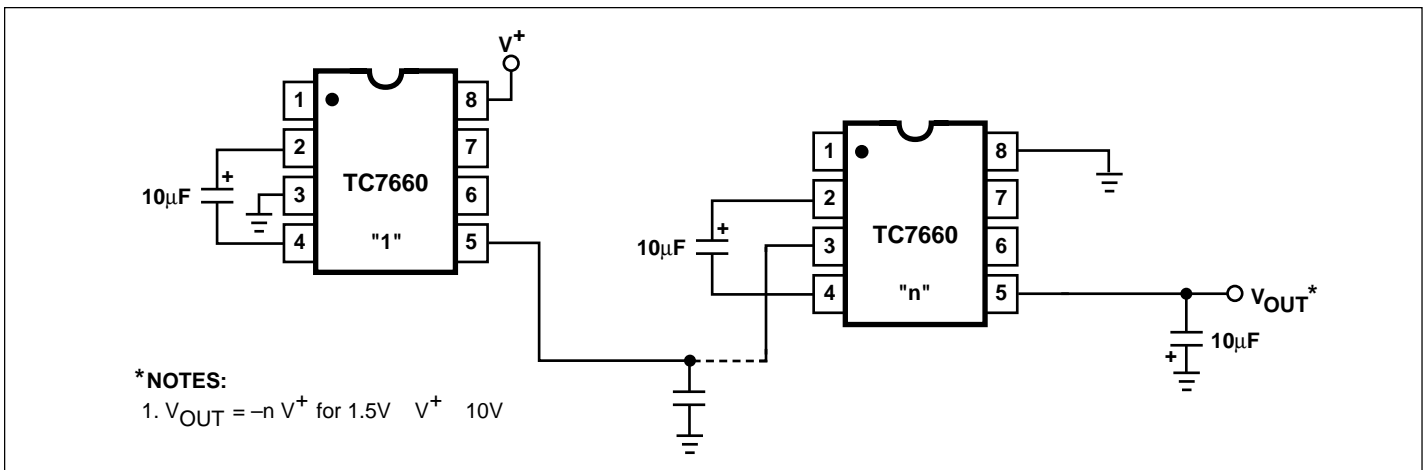 V+
1
8
2
7
TC7660
3
6
4
"1"
5
10µF
+
1
8
2
7
TC7660
3
6
4
"n"
5
10µF
+
VOUT*
10µF
+
*NOTES:
1. VOUT = –n V+ for 1.5V V+ 10V